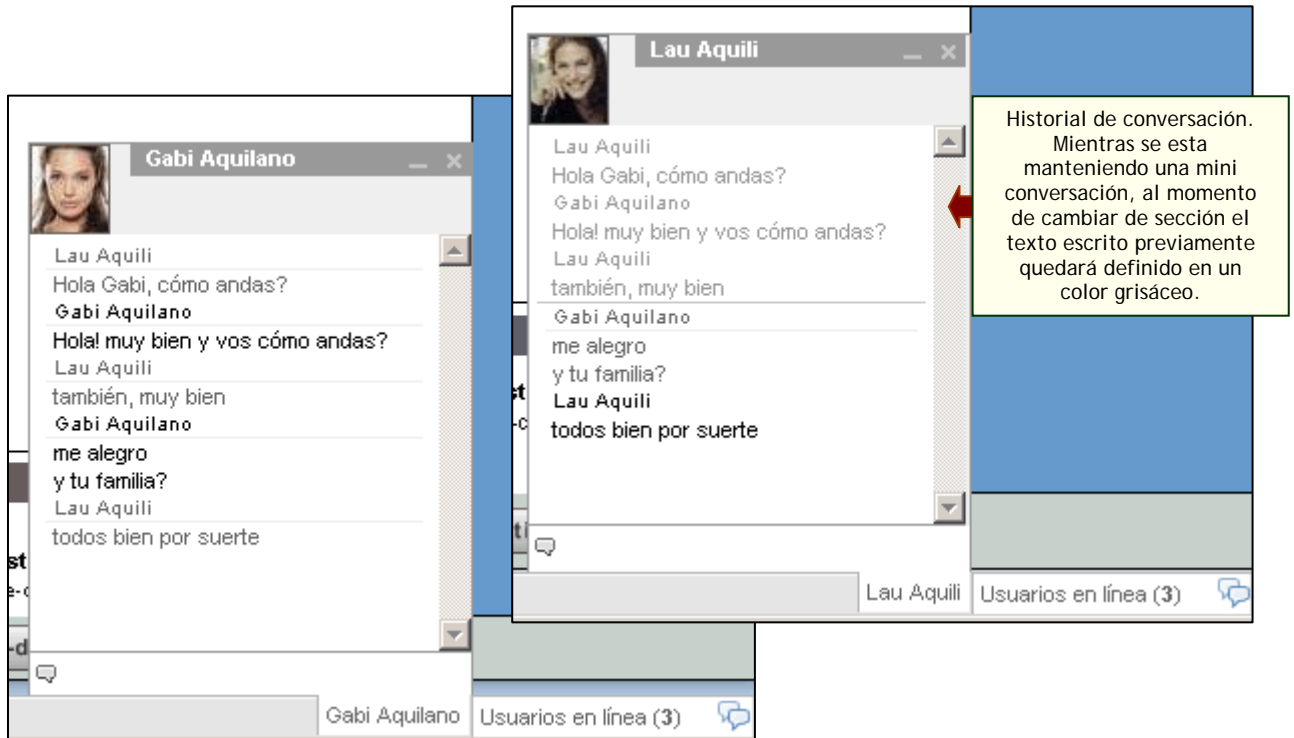 Gabi Aquilano
Lau Aquili
Hola Gabi, cómo andas?
Gabi Aquilano
Hola! muy bien y vos cómo andas?
Lau Aquili
también, muy bien
Gabi Aquilano
me alegro
y tu familia?
Lau Aquili
todos bien por suerte
st
-d
Gabi Aquilano
Usuarios en línea (3)
Lau Aquili
Lau Aquili
Hola Gabi, cómo andas?
Gabi Aquilano
Hola! muy bien y vos cómo andas?
Lau Aquili
también, muy bien
Gabi Aquilano
me alegro
y tu familia?
Lau Aquili
todos bien por suerte
st
-c
ti
Lau Aquili
Usuarios en línea (3)
Historial de conversación.
Mientras se esta
manteniendo una mini
conversación, al momento
de cambiar de sección el
texto escrito previamente
quedará definido en un
color grisáceo.